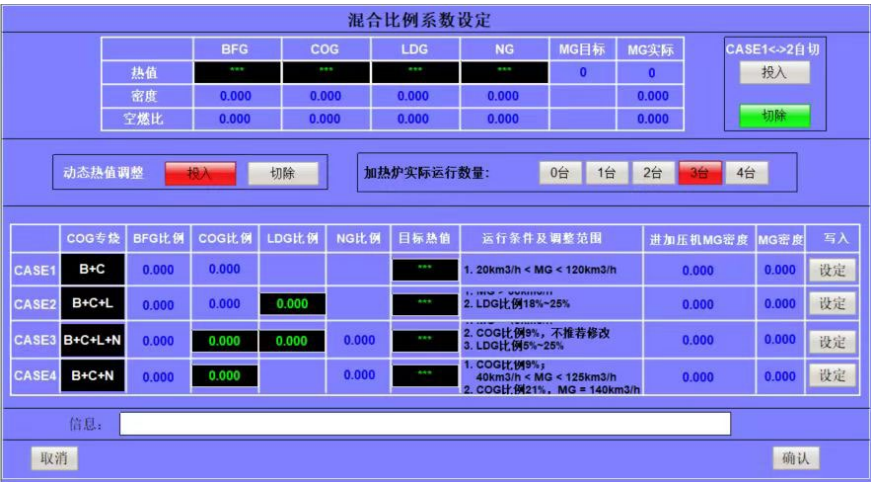 混合比例系数设定
BFG COG LDG NG MG目标 MG实际 CASE1<->2自切
热值 *** *** *** *** 0 0 投入
密度 0.000 0.000 0.000 0.000 0.000
空燃比 0.000 0.000 0.000 0.000 0.000 切除
动态热值调整 投入 切除 加热炉实际运行数量： 0台 1台 2台 3台 4台
COG专烧 BFG比例 COG比例 LDG比例 NG比例 目标热值 运行条件及调整范围 进加压机MG密度 MG密度 写入
CASE1 B+C 0.000 0.000 *** 1. 20km3/h < MG < 120km3/h 0.000 0.000 设定
CASE2 B+C+L 0.000 0.000 0.000 *** 2. LDG比例18%~25% 0.000 0.000 设定
CASE3 B+C+L+N 0.000 0.000 0.000 0.000 *** 2. COG比例9%，不推荐修改 0.000 0.000 设定
3. LDG比例5%~25%
CASE4 B+C+N 0.000 0.000 0.000 *** 1. COG比例9%； 0.000 0.000 设定
40km3/h < MG < 125km3/h
2. COG比例21%，MG = 140km3/h
信息：
取消 确认